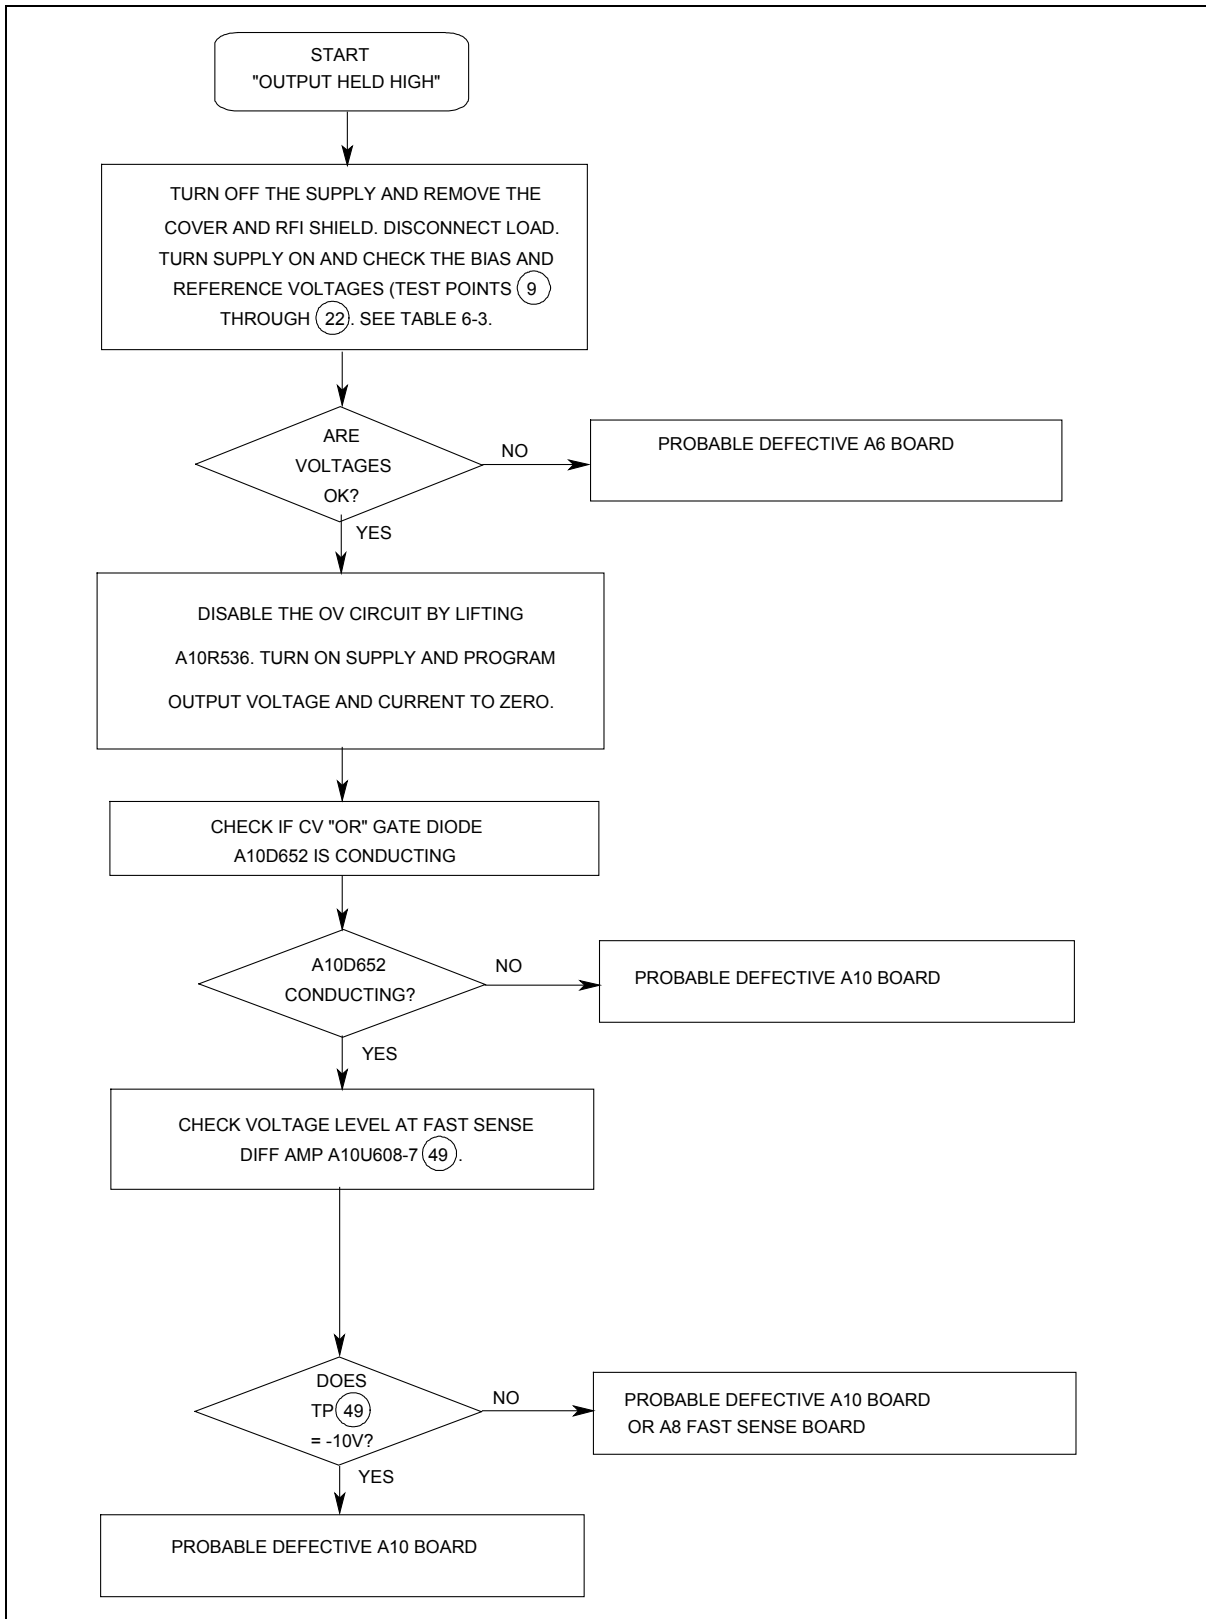 START
"OUTPUT HELD HIGH"
TURN OFF THE SUPPLY AND REMOVE THE
COVER AND RFI SHIELD. DISCONNECT LOAD.
TURN SUPPLY ON AND CHECK THE BIAS AND
REFERENCE VOLTAGES (TEST POINTS 9
THROUGH 22. SEE TABLE 6-3.
ARE
VOLTAGES
OK?
NO
PROBABLE DEFECTIVE A6 BOARD
YES
DISABLE THE OV CIRCUIT BY LIFTING
A10R536. TURN ON SUPPLY AND PROGRAM
OUTPUT VOLTAGE AND CURRENT TO ZERO.
CHECK IF CV "OR" GATE DIODE
A10D652 IS CONDUCTING
A10D652
CONDUCTING?
NO
PROBABLE DEFECTIVE A10 BOARD
YES
CHECK VOLTAGE LEVEL AT FAST SENSE
DIFF AMP A10U608-7 49.
DOES
TP 49
= -10V?
NO
PROBABLE DEFECTIVE A10 BOARD
OR A8 FAST SENSE BOARD
YES
PROBABLE DEFECTIVE A10 BOARD